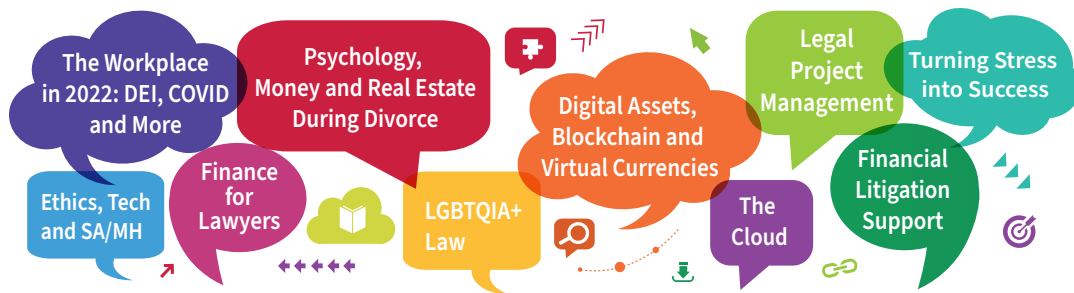 The Workplace
in 2022: DEI, COVID
and More
Psychology,
Money and Real Estate
During Divorce
Digital Assets,
Blockchain and
Virtual Currencies
Legal
Project
Management
Turning Stress
into Success
Ethics, Tech
and SA/MH
Finance
for
Lawyers
LGBTQIA+
Law
The
Cloud
Financial
Litigation
Support